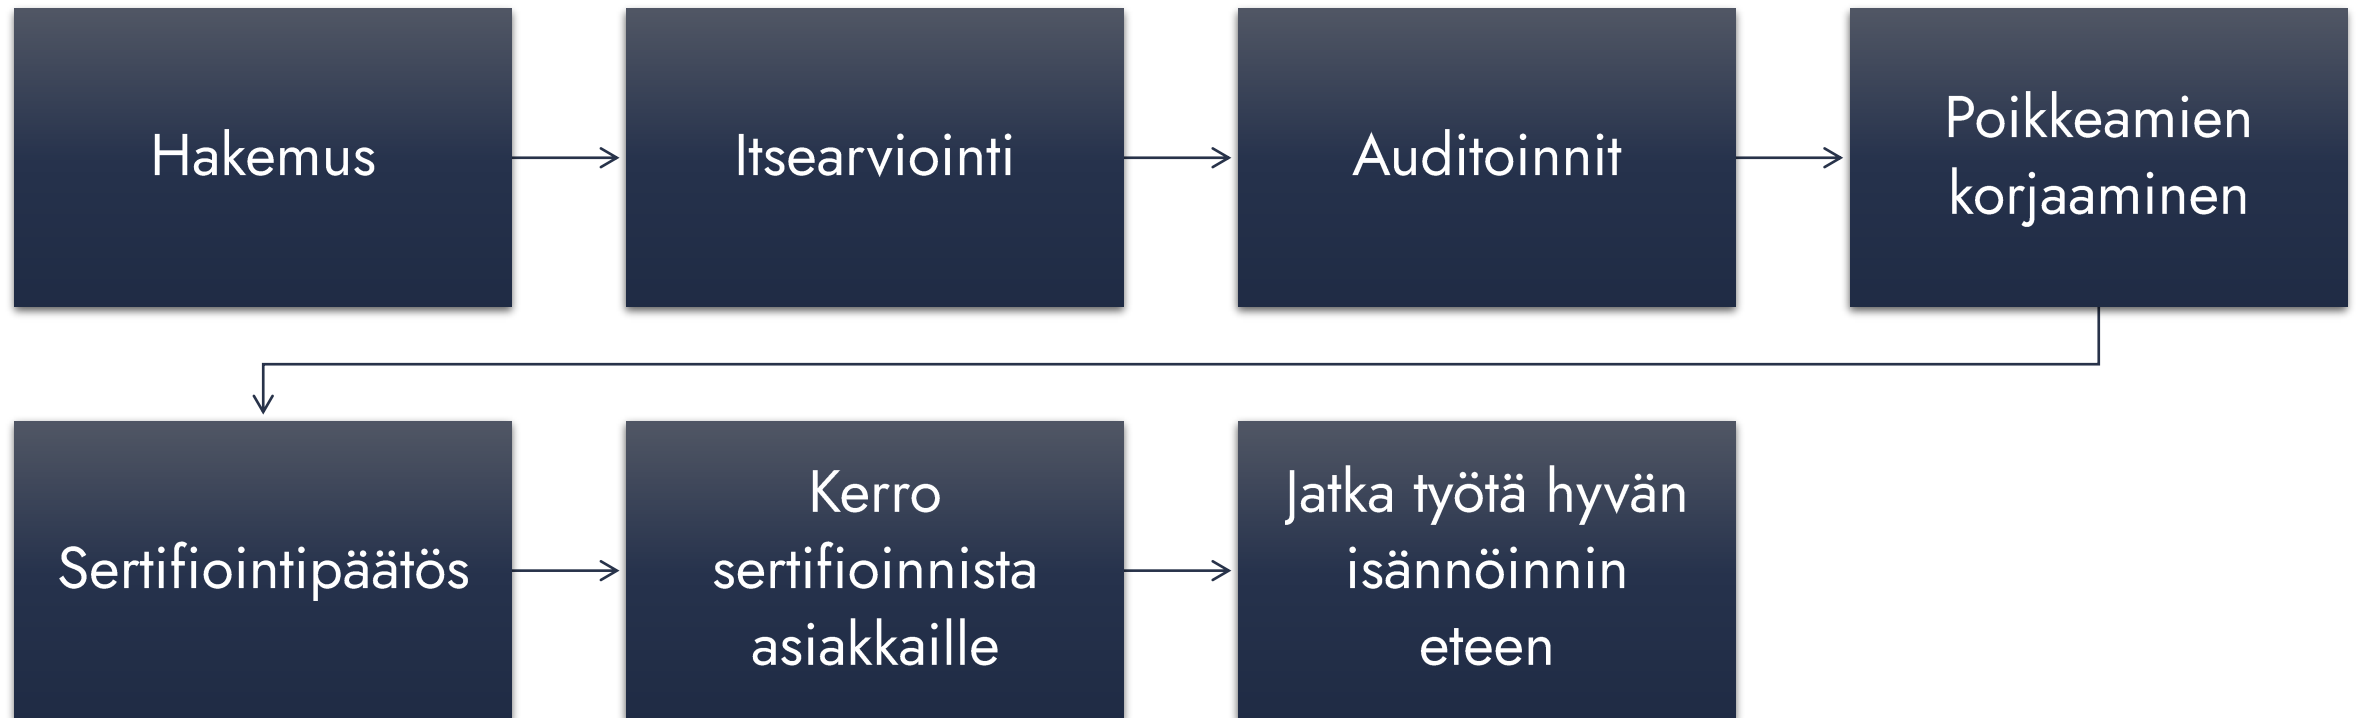 Hakemus
Itsearviointi
Auditoinnit
Poikkeamien
korjaaminen
Sertifiointipäätös
Kerro
sertifioinnista
asiakkaille
Jatka työtä hyvän
isännöinnin
eteen